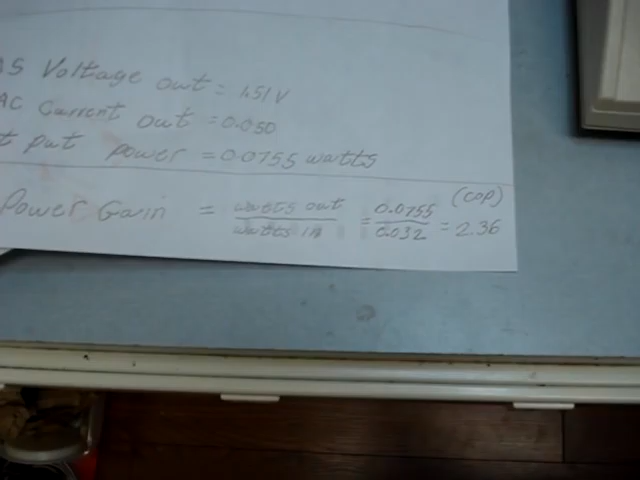 Voltage out = 1.51 V
AC Current out = 0.050
t put power = 0.0755 watts
Power Gain = watts out / watts in = 0.0755 / 0.032 = 2.36 (COP)